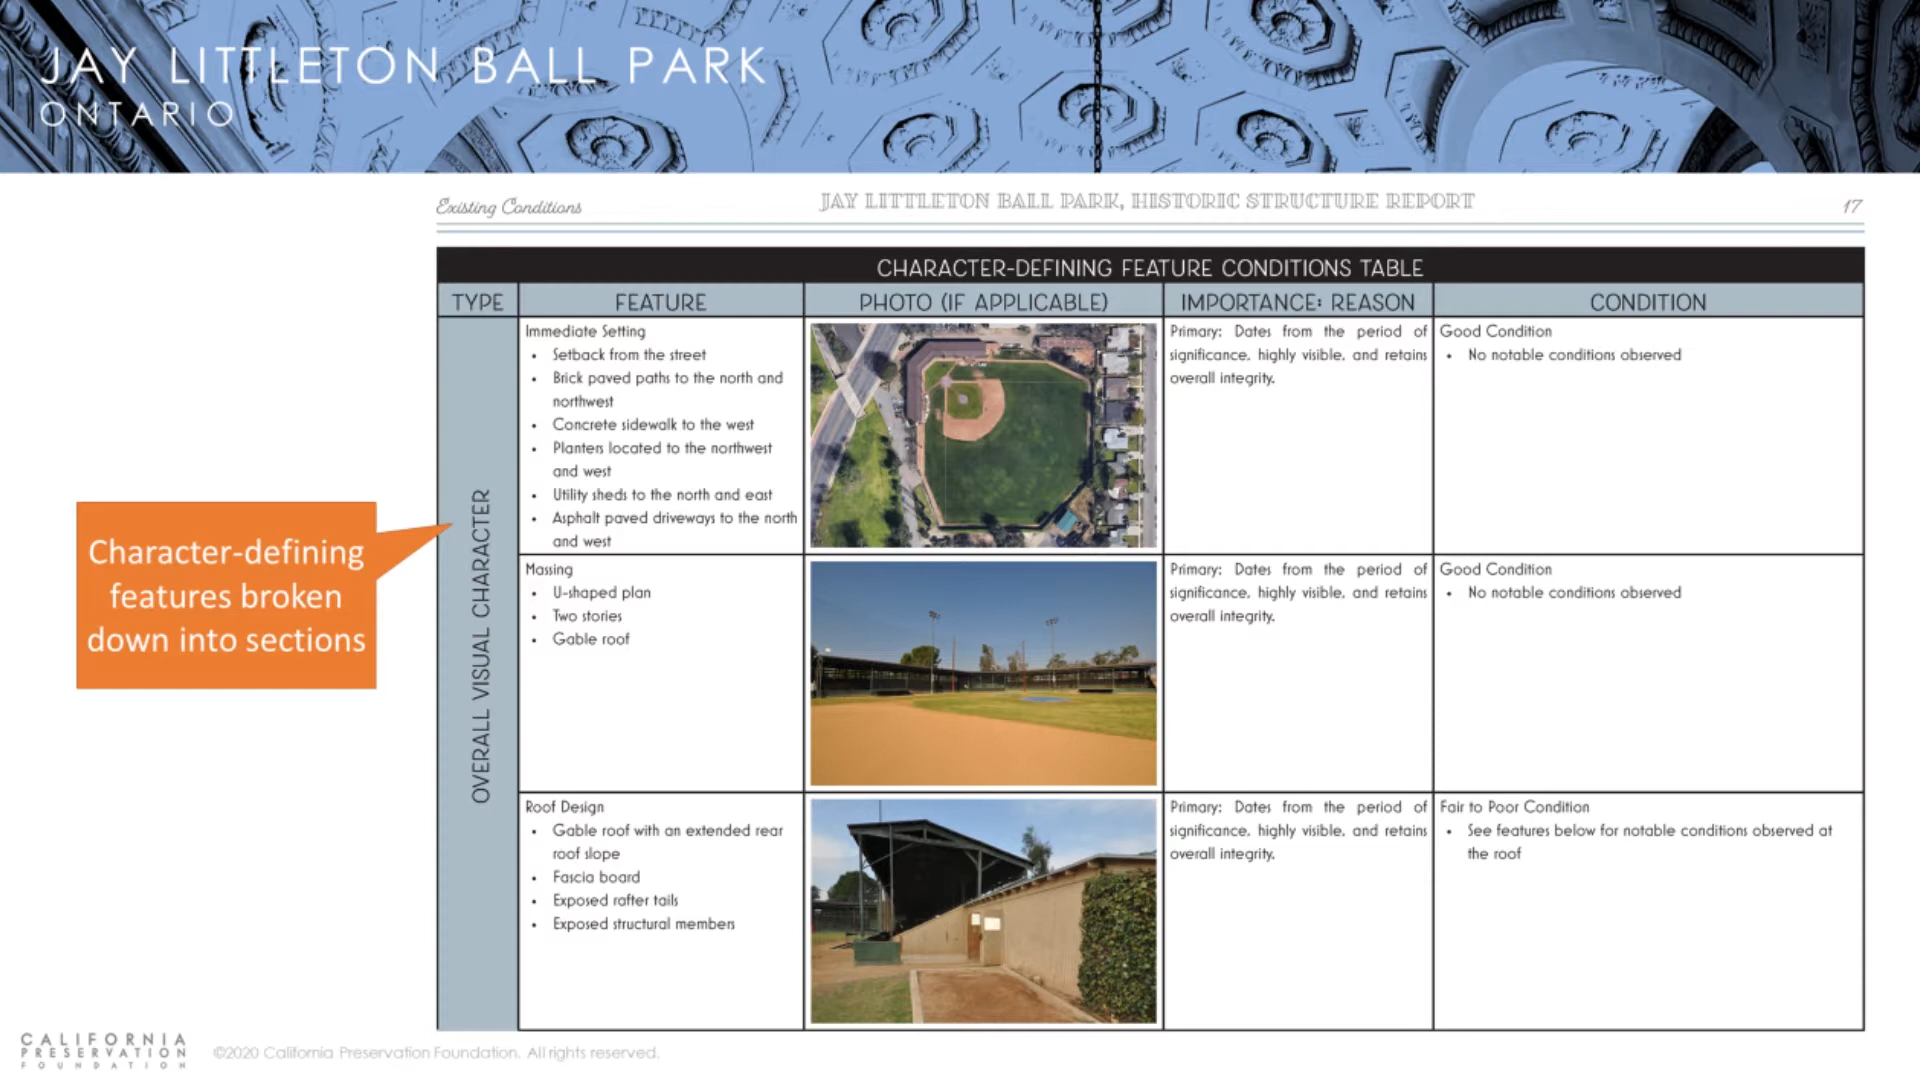 JAY LITTLETON BALL PARK
ONTARIO
Existing Conditions
JAY LITTLETON BALL PARK, HISTORIC STRUCTURE REPORT
17
CHARACTER-DEFINING FEATURE CONDITIONS TABLE
TYPE
FEATURE
PHOTO (IF APPLICABLE)
IMPORTANCE: REASON
CONDITION
Character-defining
features broken
down into sections
OVERALL VISUAL CHARACTER
Immediate Setting
• Setback from the street
• Brick paved paths to the north and
northwest
• Concrete sidewalk to the west
• Planters located to the northwest
and west
• Utility sheds to the north and east
• Asphalt paved driveways to the north
and west
Primary: Dates from the period of
significance, highly visible, and retains
overall integrity.
Good Condition
• No notable conditions observed
Massing
• U-shaped plan
• Two stories
• Gable roof
Primary: Dates from the period of
significance, highly visible, and retains
overall integrity.
Good Condition
• No notable conditions observed
Roof Design
• Gable roof with an extended rear
roof slope
• Fascia board
• Exposed rafter tails
• Exposed structural members
Primary: Dates from the period of
significance, highly visible, and retains
overall integrity.
Fair to Poor Condition
• See features below for notable conditions observed at
the roof
CALIFORNIA
PRESERVATION
FOUNDATION
©2020 California Preservation Foundation. All rights reserved.